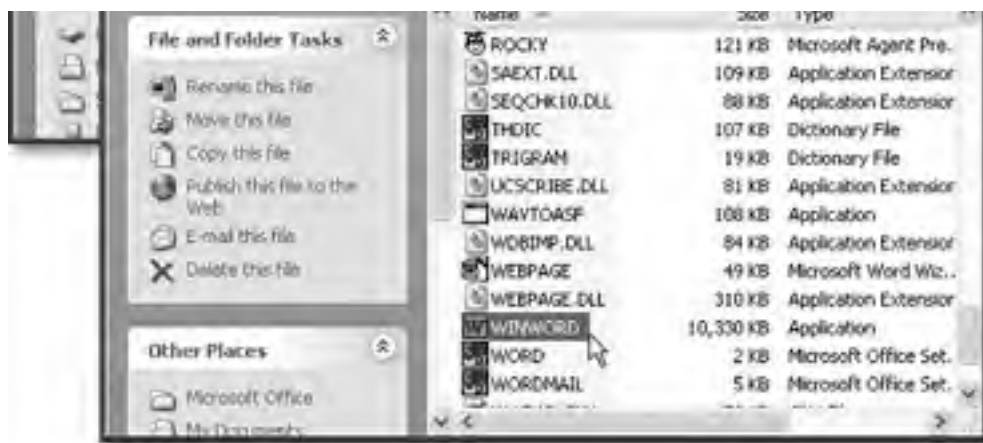 Name Size Type
File and Folder Tasks
Rename this file
Move this file
Copy this file
Publish this file to the
Web
E-mail this file
Delete this file
Other Places
Microsoft Office
My Documents
ROCKY 121 KB Microsoft Agent Pre.
SAEXT.DLL 109 KB Application Extension
SEQCHK10.DLL 88 KB Application Extension
THDIC 107 KB Dictionary File
TRIGRAM 19 KB Dictionary File
UCSCRIBE.DLL 81 KB Application Extension
WAVTOASF 108 KB Application
WDBIMP.DLL 84 KB Application Extension
WEBPAGE 49 KB Microsoft Word Wiz..
WEBPAGE.DLL 310 KB Application Extension
WINWORD 10,330 KB Application
WORD 2 KB Microsoft Office Set.
WORDMAIL 5 KB Microsoft Office Set.